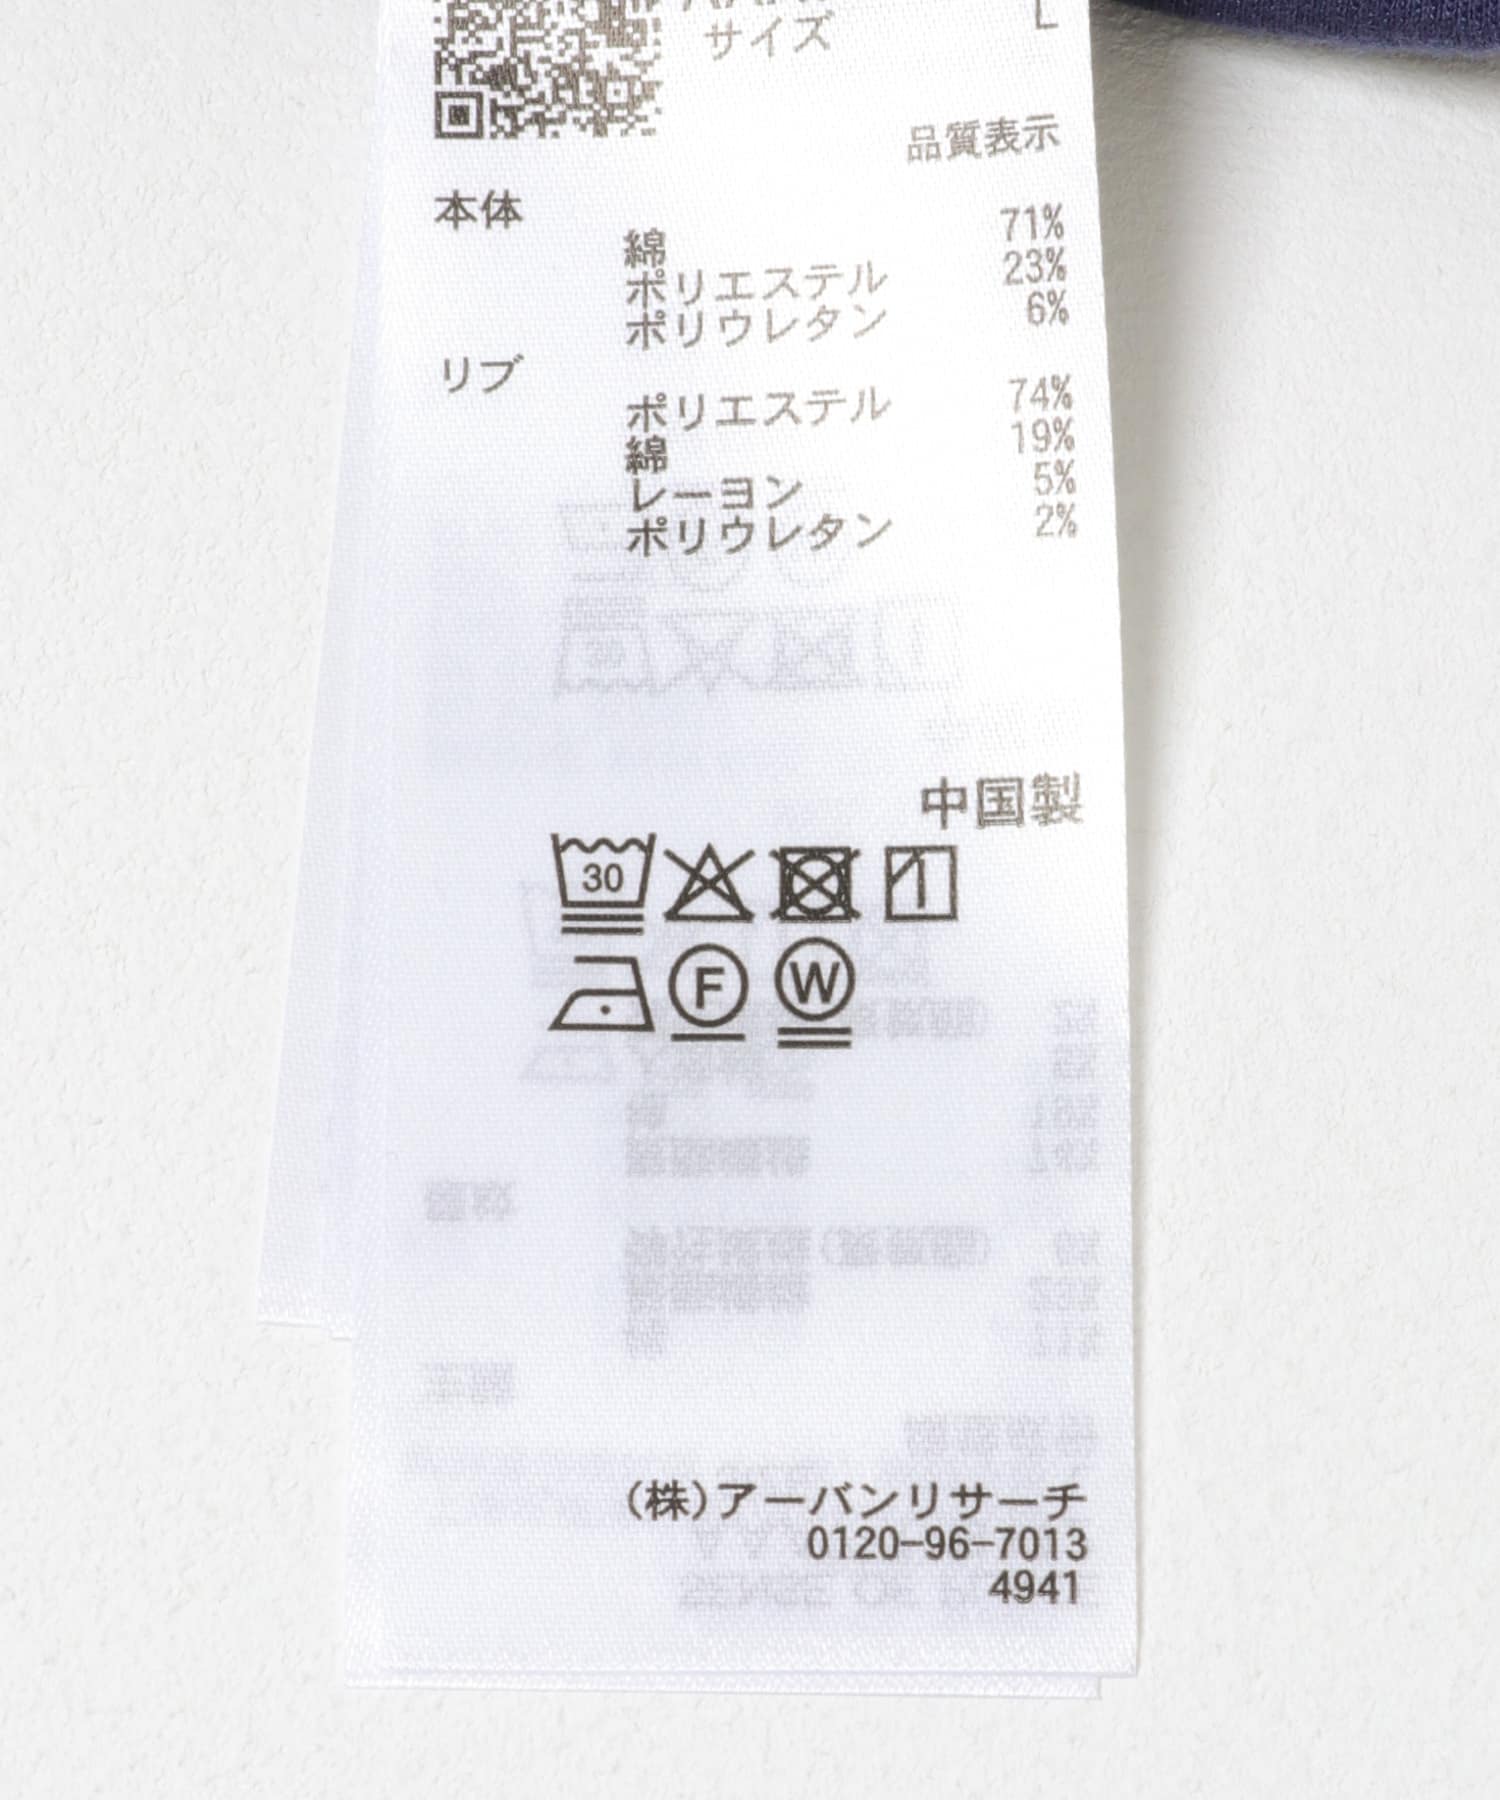 サイズ L
品質表示
本体
綿 71%
ポリエステル 23%
ポリウレタン 6%
リブ
ポリエステル 74%
綿 19%
レーヨン 5%
ポリウレタン 2%
中国製
30
F W
(株)アーバンリサーチ
0120-96-7013
4941